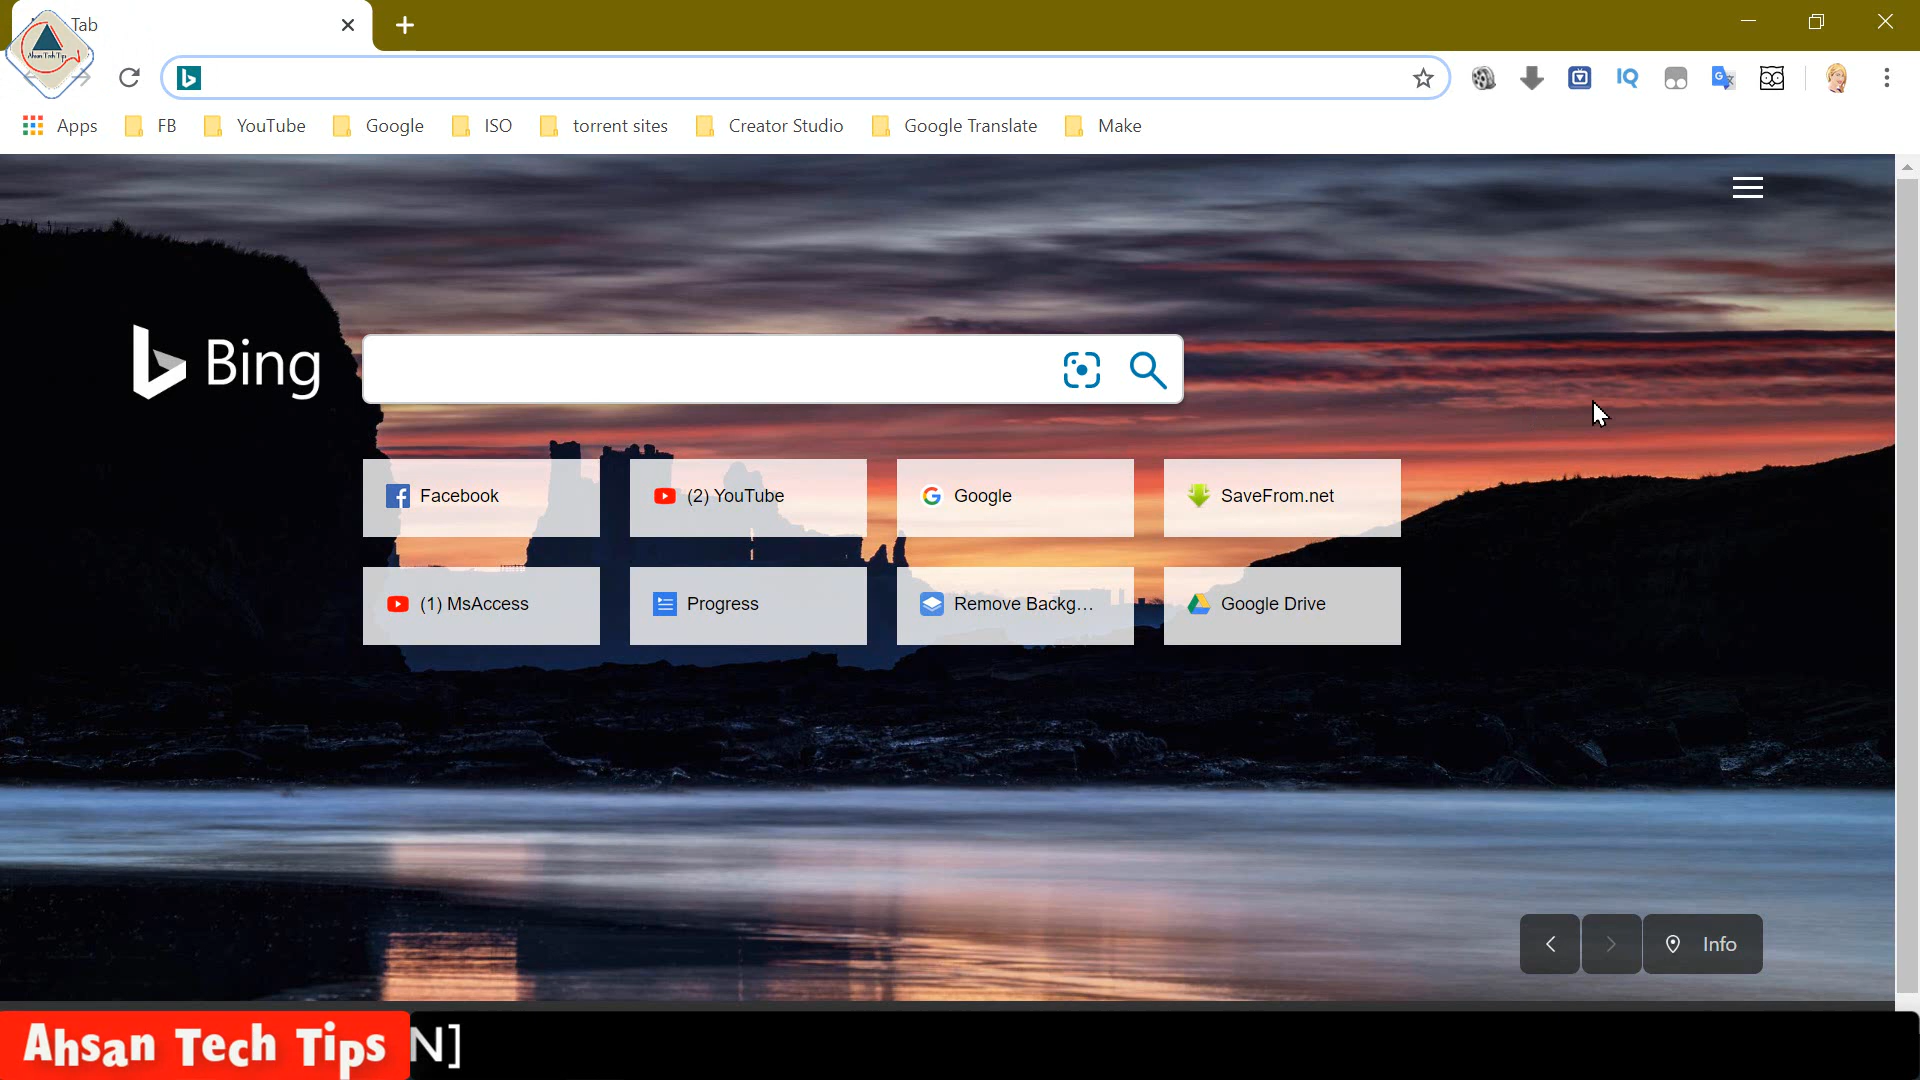 Tab
Apps FB YouTube Google ISO torrent sites Creator Studio Google Translate Make
IQ
Bing
Facebook (2) YouTube Google SaveFrom.net
(1) MsAccess Progress Remove Backg... Google Drive
Info
Ahsan Tech Tips N]